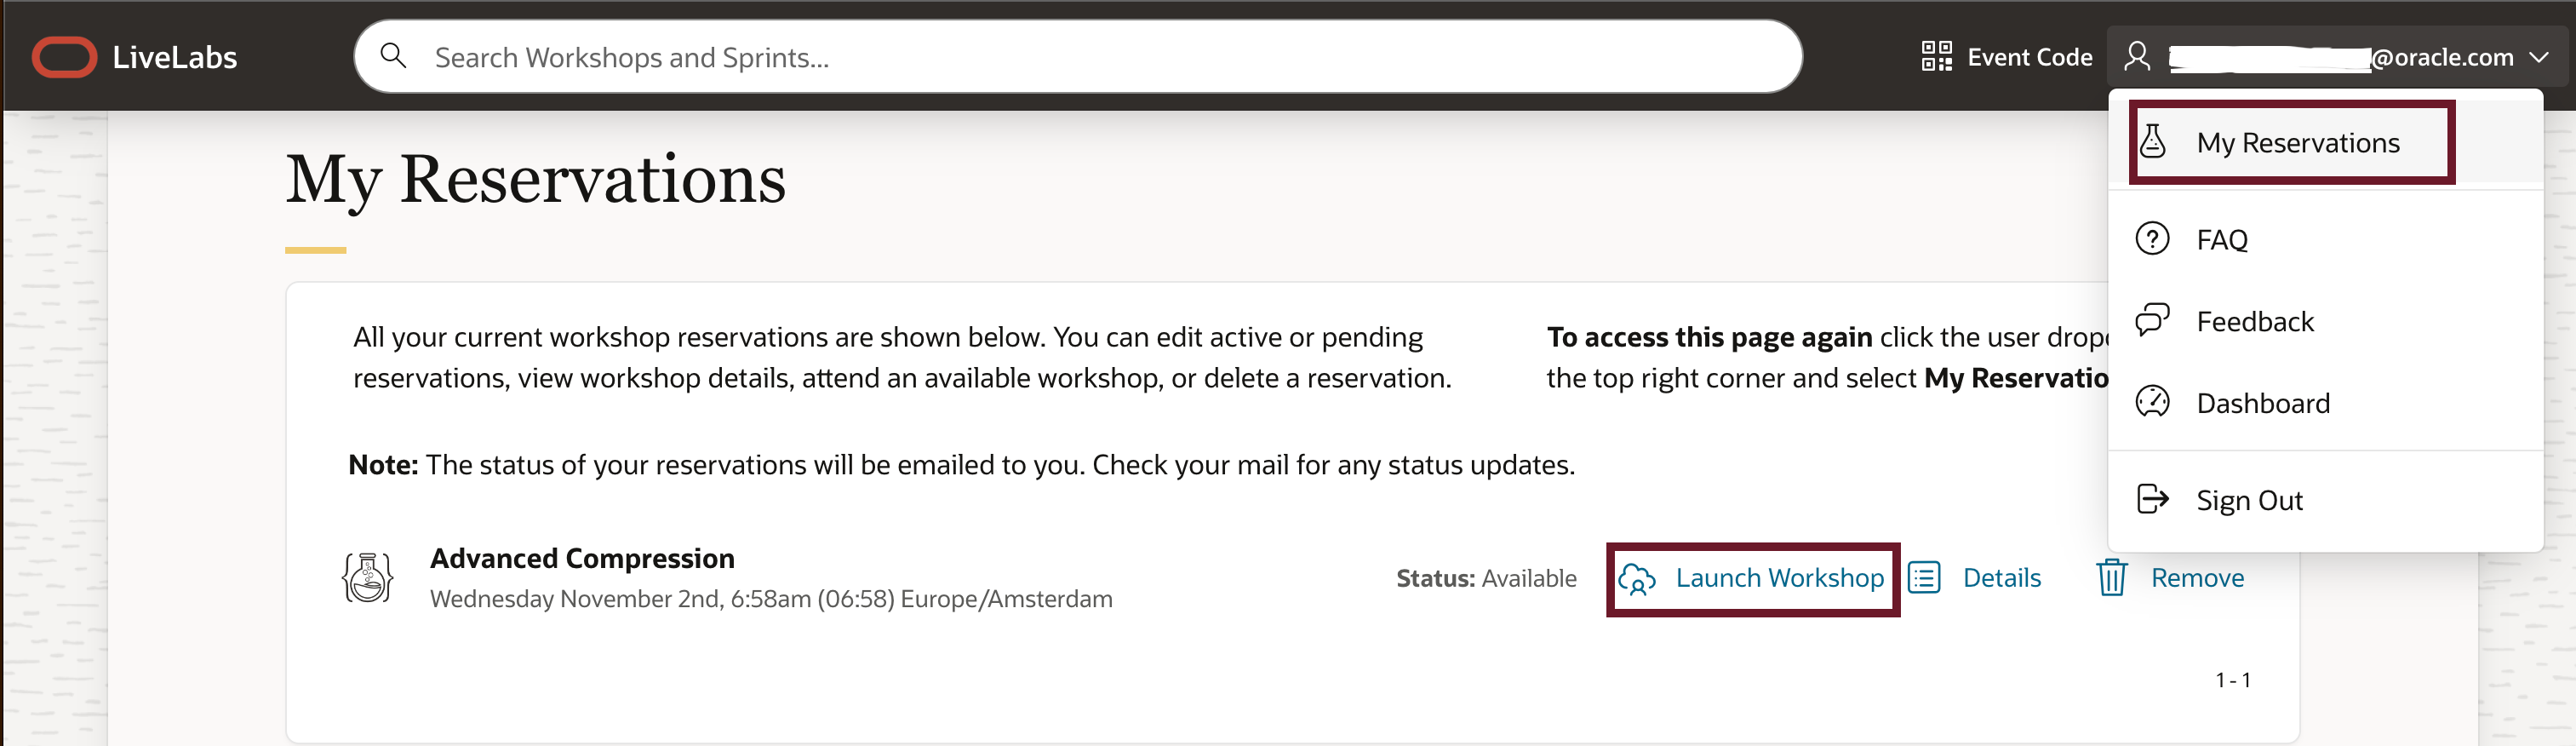 LiveLabs
Search Workshops and Sprints...
Event Code
@oracle.com
My Reservations
FAQ
Feedback
Dashboard
Sign Out
My Reservations
All your current workshop reservations are shown below. You can edit active or pending
reservations, view workshop details, attend an available workshop, or delete a reservation.
To access this page again click the user
the top right corner and select My
Note: The status of your reservations will be emailed to you. Check your mail for any status updates.
Advanced Compression
Wednesday November 2nd, 6:58am (06:58) Europe/Amsterdam
Status: Available
Launch Workshop
Details
Remove
1 - 1